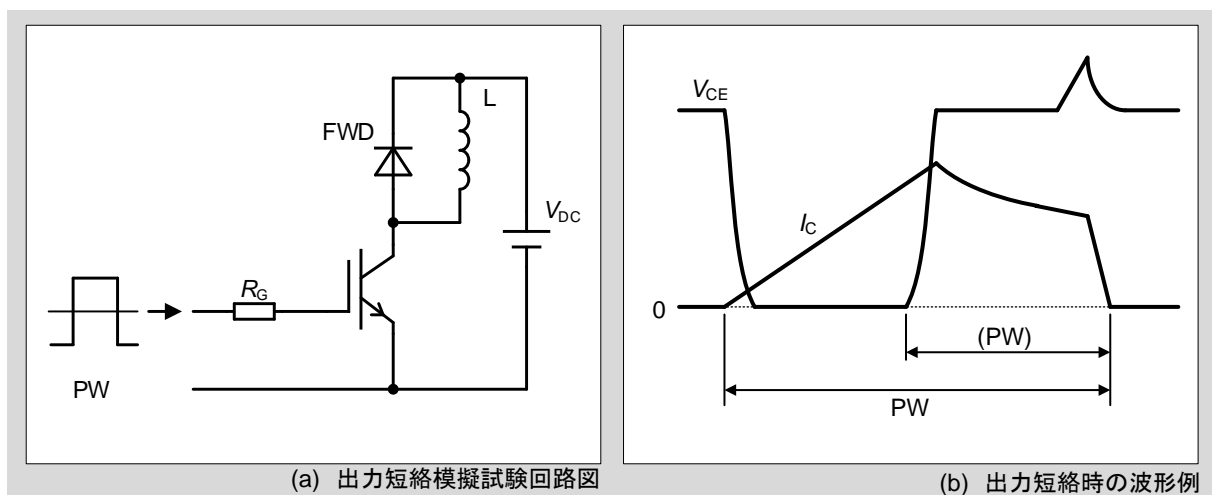 FWD
L
V_DC
R_G
PW
(a) 出力短絡模擬試験回路図
V_CE
I_C
0
(PW)
PW
(b) 出力短絡時の波形例